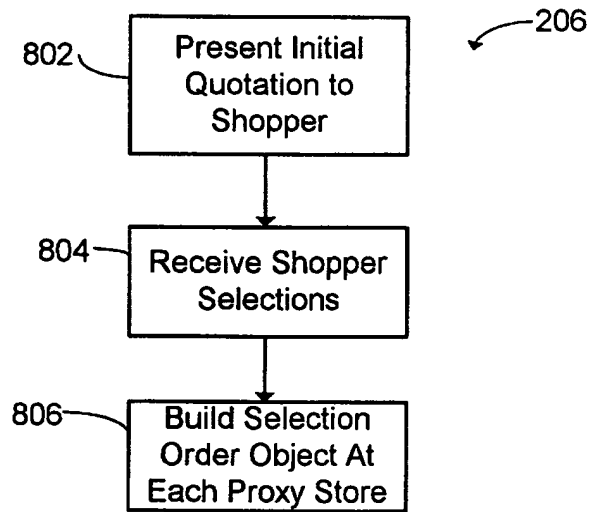 206
802
Present Initial
Quotation to
Shopper
804
Receive Shopper
Selections
806
Build Selection
Order Object At
Each Proxy Store